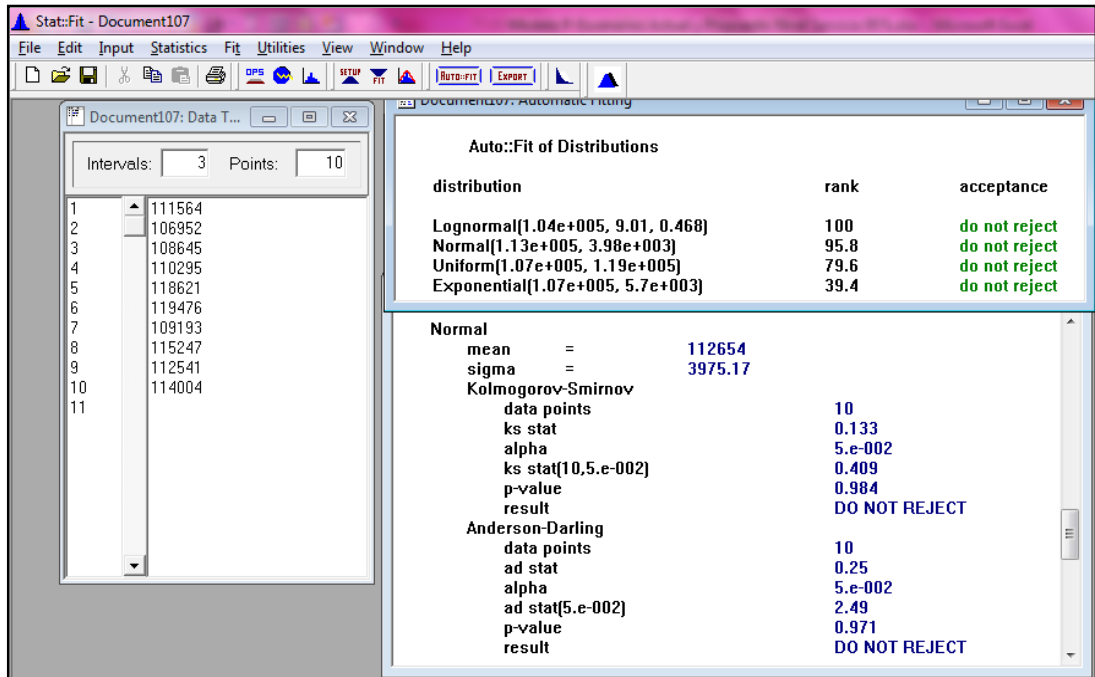 Stat::Fit - Document107
File Edit Input Statistics Fit Utilities View Window Help
OPS SETUP FIT AUTO::FIT EXPORT
Document107: Data T...
Intervals: 3 Points: 10
1 111564
2 106952
3 108645
4 110295
5 118621
6 119476
7 109193
8 115247
9 112541
10 114004
11
Document107: Automatic Fitting
Auto::Fit of Distributions
distribution rank acceptance
Lognormal(1.04e+005, 9.01, 0.468) 100 do not reject
Normal(1.13e+005, 3.98e+003) 95.8 do not reject
Uniform(1.07e+005, 1.19e+005) 79.6 do not reject
Exponential(1.07e+005, 5.7e+003) 39.4 do not reject
Normal
mean = 112654
sigma = 3975.17
Kolmogorov-Smirnov
data points 10
ks stat 0.133
alpha 5.e-002
ks stat(10,5.e-002) 0.409
p-value 0.984
result DO NOT REJECT
Anderson-Darling
data points 10
ad stat 0.25
alpha 5.e-002
ad stat(5.e-002) 2.49
p-value 0.971
result DO NOT REJECT